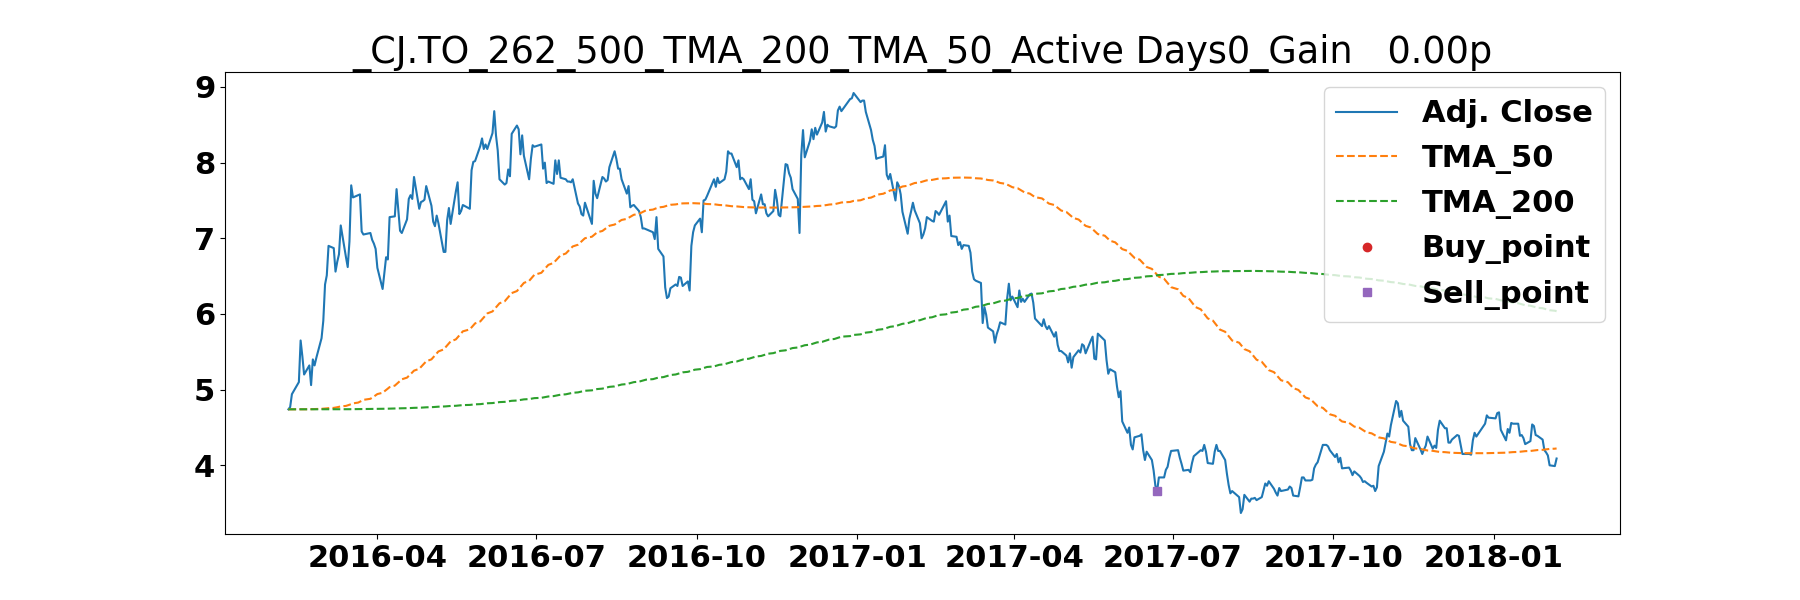 _CJ.TO_262_500_TMA_200_TMA_50_Active Days0_Gain   0.00p
9
8
7
6
5
4
Adj. Close
TMA_50
TMA_200
Buy_point
Sell_point
2016-04 2016-07 2016-10 2017-01 2017-04 2017-07 2017-10 2018-01